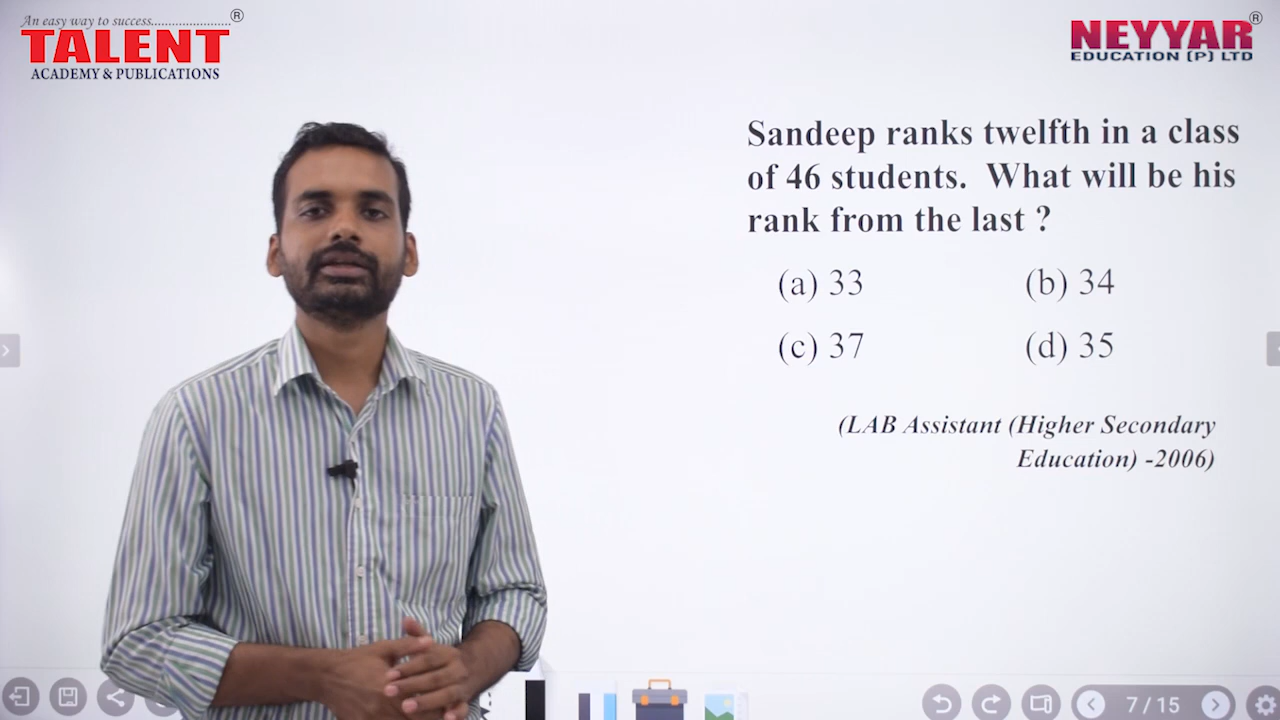 An easy way to success.......................®
TALENT
ACADEMY & PUBLICATIONS
NEYYAR®
EDUCATION (P) LTD
Sandeep ranks twelfth in a class
of 46 students. What will be his
rank from the last ?
(a) 33 (b) 34
(c) 37 (d) 35
(LAB Assistant (Higher Secondary
Education) -2006)
7 / 15